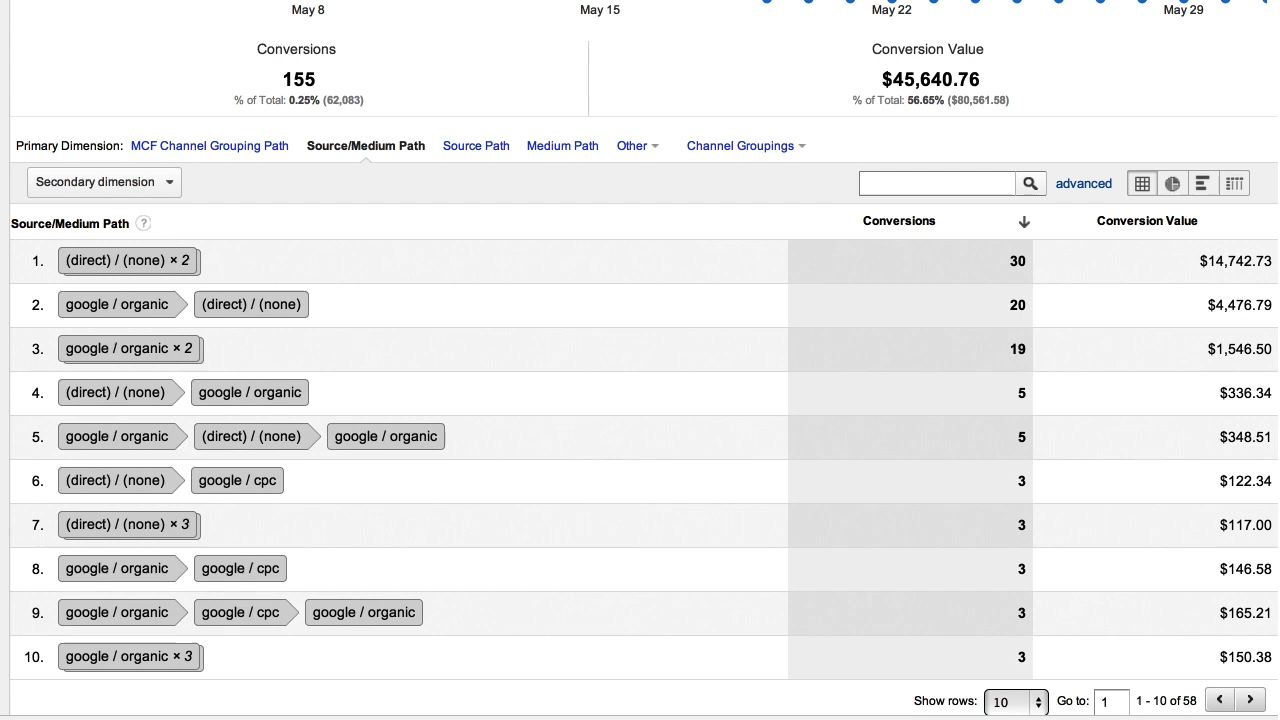 May 8 May 15 May 22 May 29
Conversions Conversion Value
155 $45,640.76
% of Total: 0.25% (62,083) % of Total: 56.65% ($80,561.58)
Primary Dimension: MCF Channel Grouping Path Source/Medium Path Source Path Medium Path Other Channel Groupings
Secondary dimension advanced
Source/Medium Path ? Conversions Conversion Value
1. (direct) / (none) × 2 30 $14,742.73
2. google / organic (direct) / (none) 20 $4,476.79
3. google / organic × 2 19 $1,546.50
4. (direct) / (none) google / organic 5 $336.34
5. google / organic (direct) / (none) google / organic 5 $348.51
6. (direct) / (none) google / cpc 3 $122.34
7. (direct) / (none) × 3 3 $117.00
8. google / organic google / cpc 3 $146.58
9. google / organic google / cpc google / organic 3 $165.21
10. google / organic × 3 3 $150.38
Show rows: 10 Go to: 1 1 - 10 of 58